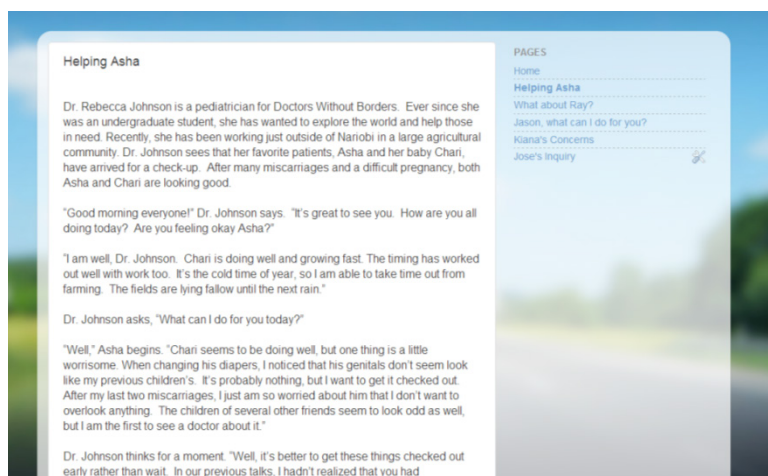 Helping Asha
Dr. Rebecca Johnson is a pediatrician for Doctors Without Borders. Ever since she
was an undergraduate student, she has wanted to explore the world and help those
in need. Recently, she has been working just outside of Nariobi in a large agricultural
community. Dr. Johnson sees that her favorite patients, Asha and her baby Chari,
have arrived for a check-up. After many miscarriages and a difficult pregnancy, both
Asha and Chari are looking good.
"Good morning everyone!" Dr. Johnson says. "It's great to see you. How are you all
doing today? Are you feeling okay Asha?"
"I am well, Dr. Johnson. Chari is doing well and growing fast. The timing has worked
out well with work too. It's the cold time of year, so I am able to take time out from
farming. The fields are lying fallow until the next rain."
Dr. Johnson asks, "What can I do for you today?"
"Well," Asha begins. "Chari seems to be doing well, but one thing is a little
worrisome. When changing his diapers, I noticed that his genitals don't seem look
like my previous children's. It's probably nothing, but I want to get it checked out.
After my last two miscarriages, I just am so worried about him that I don't want to
overlook anything. The children of several other friends seem to look odd as well,
but I am the first to see a doctor about it."
Dr. Johnson thinks for a moment. "Well, it's better to get these things checked out
early rather than wait. In our previous talks, I hadn't realized that you had
PAGES
Home
Helping Asha
What about Ray?
Jason, what can I do for you?
Kiana's Concerns
Jose's Inquiry